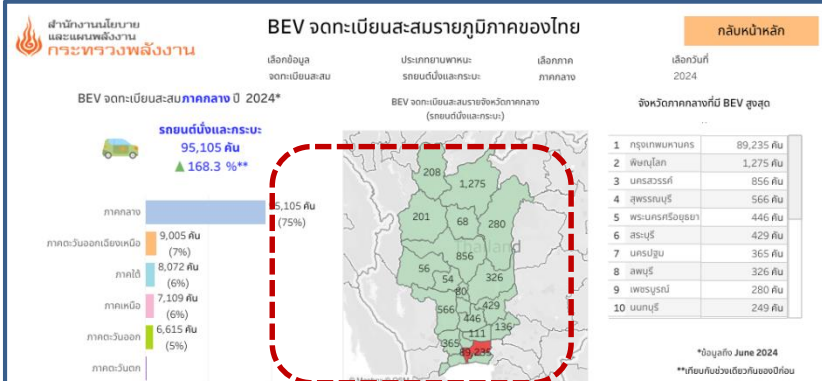 สำนักงานนโยบาย
และแผนพลังงาน
กระทรวงพลังงาน
BEV จดทะเบียนสะสมรายภูมิภาคของไทย
กลับหน้าหลัก
เลือกข้อมูล
จดทะเบียนสะสม
ประเภทยานพาหนะ
รถยนต์นั่งและกระบะ
เลือกภาค
ภาคกลาง
เลือกวันที่
2024
BEV จดทะเบียนสะสมภาคกลาง ปี 2024*
รถยนต์นั่งและกระบะ
95,105 คัน
▲ 168.3 %**
ภาคกลาง
5,105 คัน
(75%)
ภาคตะวันออกเฉียงเหนือ
9,005 คัน
(7%)
ภาคใต้
8,072 คัน
(6%)
ภาคเหนือ
7,109 คัน
(6%)
ภาคตะวันออก
6,615 คัน
(5%)
ภาคตะวันตก
BEV จดทะเบียนสะสมรายจังหวัดภาคกลาง
(รถยนต์นั่งและกระบะ)
208
1,275
201
68
280
Thailand
856
56
54
326
80
566
429
446
136
111
365
89,235
จังหวัดภาคกลางที่มี BEV สูงสุด
1 กรุงเทพมหานคร 89,235 คัน
2 พิษณุโลก 1,275 คัน
3 นครสวรรค์ 856 คัน
4 สุพรรณบุรี 566 คัน
5 พระนครศรีอยุธยา 446 คัน
6 สระบุรี 429 คัน
7 นครปฐม 365 คัน
8 ลพบุรี 326 คัน
9 เพชรบูรณ์ 280 คัน
10 นนทบุรี 249 คัน
*ข้อมูลถึง June 2024
**เทียบกับช่วงเดียวกันของปีก่อน